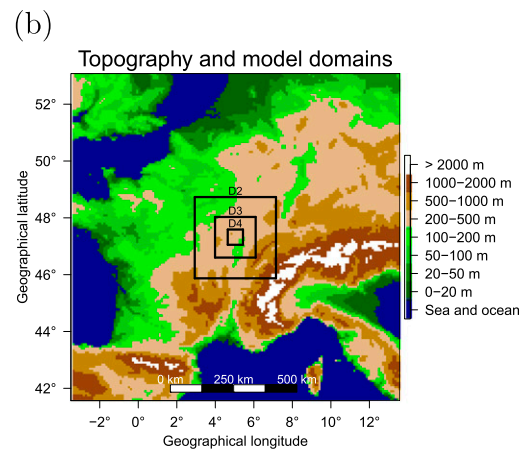 (b)
Topography and model domains
Geographical latitude
52°
50°
48°
46°
44°
42°
D2
D3
D4
0 km 250 km 500 km
−2° 0° 2° 4° 6° 8° 10° 12°
Geographical longitude
> 2000 m
1000−2000 m
500−1000 m
200−500 m
100−200 m
50−100 m
20−50 m
0−20 m
Sea and ocean